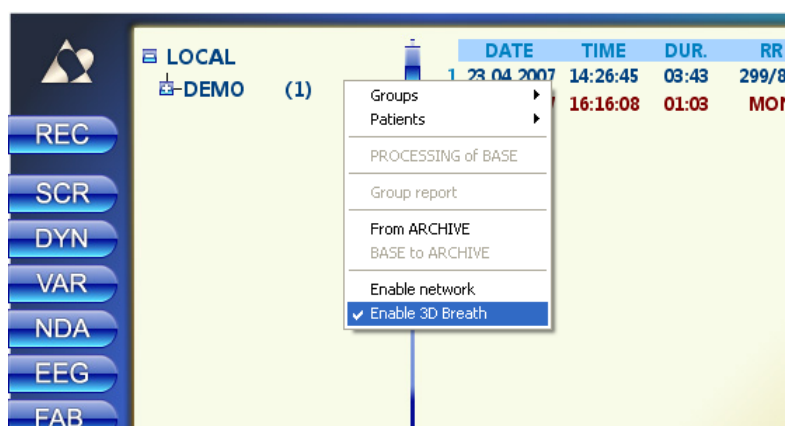 DATE TIME DUR. RR
LOCAL
1 23.04.2007 14:26:45 03:43 299/8
DEMO (1)
16:16:08 01:03 MON
Groups
Patients
PROCESSING of BASE
Group report
From ARCHIVE
BASE to ARCHIVE
Enable network
Enable 3D Breath
REC
SCR
DYN
VAR
NDA
EEG
FAB